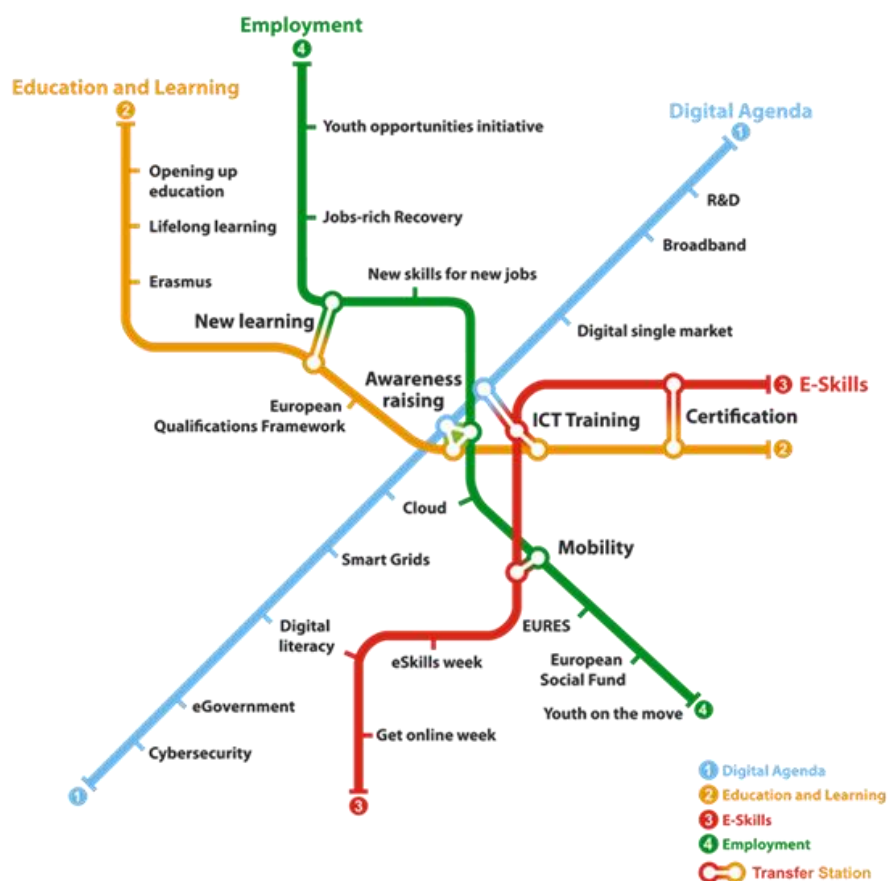 Employment
4
Education and Learning
2
Digital Agenda
1
Youth opportunities initiative
Opening up
education
R&D
Jobs-rich Recovery
Lifelong learning
Broadband
New skills for new jobs
Erasmus
New learning
Digital single market
Awareness
raising
3 E-Skills
European
Qualifications Framework
ICT Training
Certification
2
Cloud
Mobility
Smart Grids
Digital
literacy
EURES
eSkills week
European
Social Fund
eGovernment
Youth on the move
4
Get online week
Cybersecurity
1
3
1 Digital Agenda
2 Education and Learning
3 E-Skills
4 Employment
Transfer Station